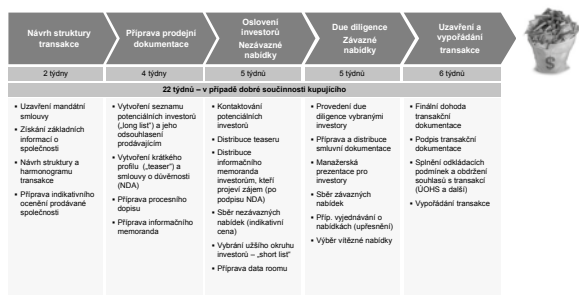 Návrh struktury
transakce
Příprava prodejní
dokumentace
Oslovení
investorů
Nezávazné
nabídky
Due diligence
Závazné
nabídky
Uzavření a
vypořádání
transakce
2 týdny
4 týdny
5 týdnů
5 týdnů
6 týdnů
22 týdnů – v případě dobré součinnosti kupujícího
▪ Uzavření mandátní
smlouvy
▪ Získání základních
informací o
společnosti
▪ Návrh struktury a
harmonogramu
transakce
▪ Příprava indikativního
ocenění prodávané
společnosti
▪ Vytvoření seznamu
potenciálních investorů
(„long list“) a jeho
odsouhlasení
prodávajícím
▪ Vytvoření krátkého
profilu („teaser“) a
smlouvy o důvěrnosti
(NDA)
▪ Příprava procesního
dopisu
▪ Příprava informačního
memoranda
▪ Kontaktování
potenciálních
investorů
▪ Distribuce teaseru
▪ Distribuce
informačního
memoranda
investorům, kteří
projeví zájem (po
podpisu NDA)
▪ Sběr nezávazných
nabídek (indikativní
cena)
▪ Vybrání užšího okruhu
investorů – „short list“
▪ Příprava data roomu
▪ Provedení due
diligence vybranými
investory
▪ Příprava a distribuce
smluvní dokumentace
▪ Manažerská
prezentace pro
investory
▪ Sběr závazných
nabídek
▪ Příp. vyjednávání o
nabídkách (upřesnění)
▪ Výběr vítězné nabídky
▪ Finální dohoda
transakční
dokumentace
▪ Podpis transakční
dokumentace
▪ Splnění odkládacích
podmínek a obdržení
souhlasů s transakcí
(ÚOHS a další)
▪ Vypořádání transakce
$